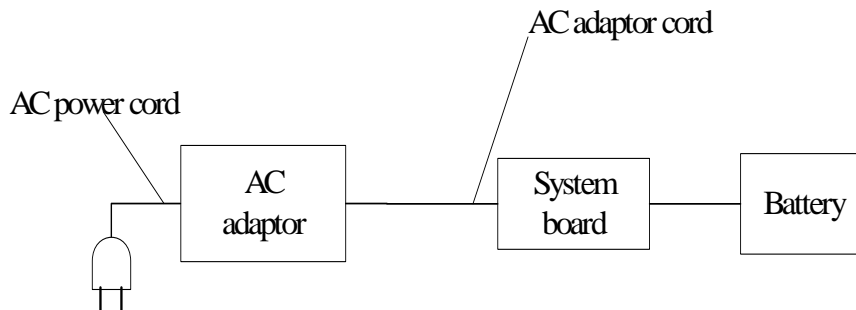 AC adaptor cord
AC power cord
AC
adaptor
System
board
Battery